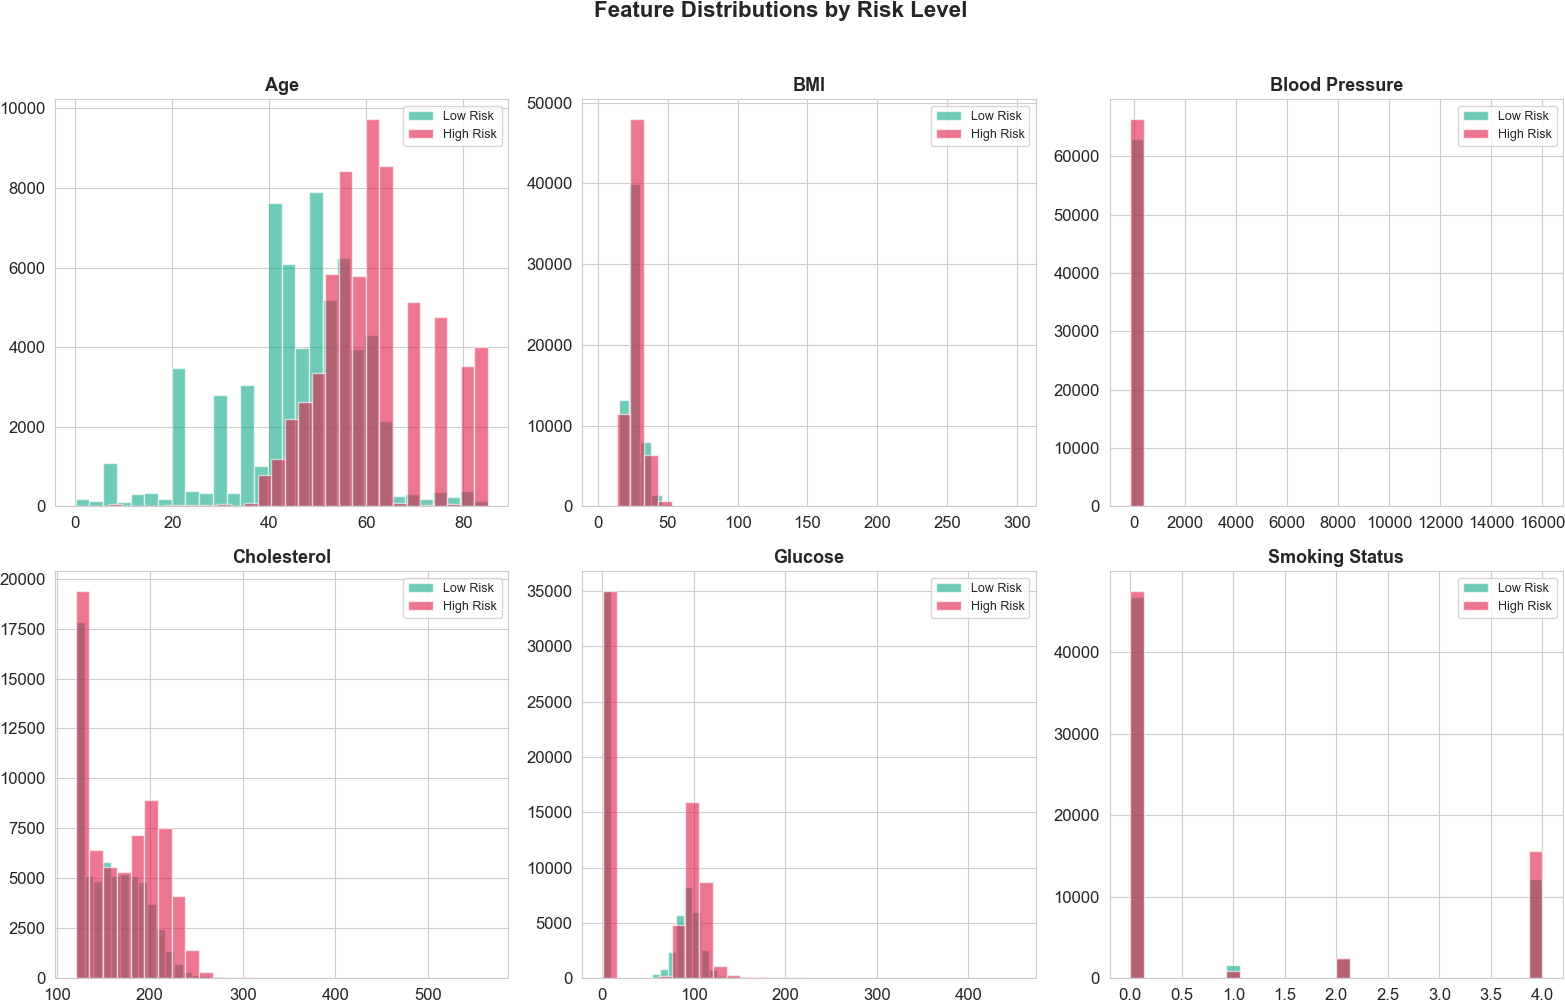 Feature Distributions by Risk Level
Age
10000
8000
6000
4000
2000
0
0 20 40 60 80
Low Risk
High Risk
BMI
50000
40000
30000
20000
10000
0
0 50 100 150 200 250 300
Low Risk
High Risk
Blood Pressure
60000
50000
40000
30000
20000
10000
0
0 2000 4000 6000 8000 10000 12000 14000 16000
Low Risk
High Risk
Cholesterol
20000
17500
15000
12500
10000
7500
5000
2500
0
100 200 300 400 500
Low Risk
High Risk
Glucose
35000
30000
25000
20000
15000
10000
5000
0
0 100 200 300 400
Low Risk
High Risk
Smoking Status
40000
30000
20000
10000
0
0.0 0.5 1.0 1.5 2.0 2.5 3.0 3.5 4.0
Low Risk
High Risk